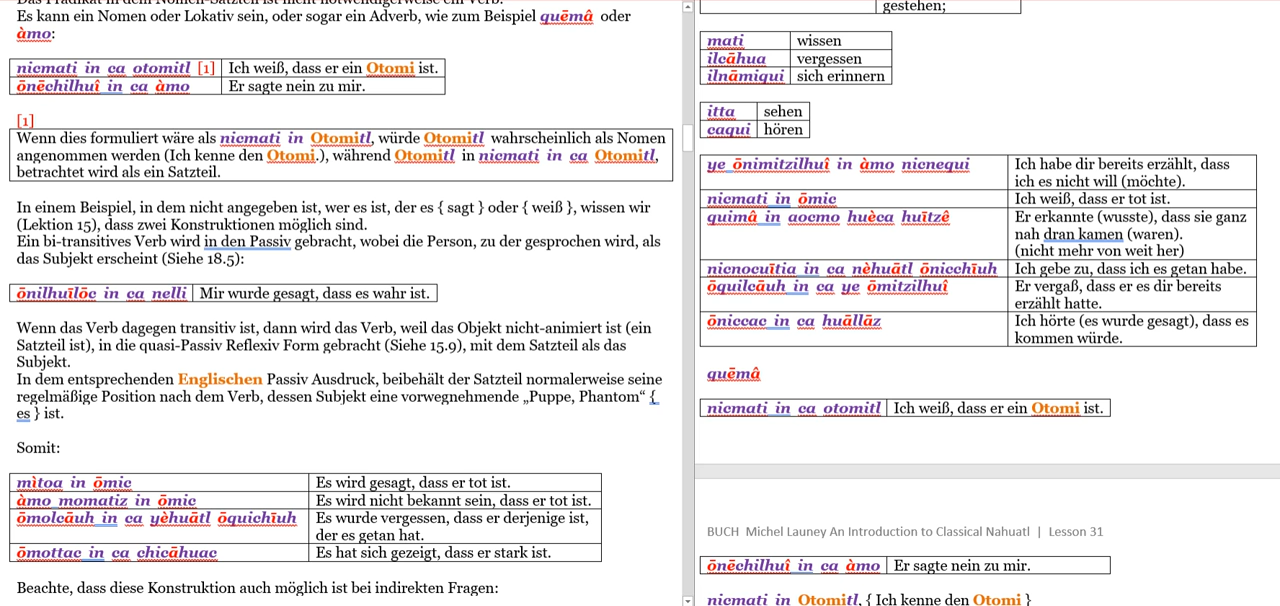 Das Prädikat in dem Nomen-Satzteil ist nicht notwendigerweise ein Verb.
Es kann ein Nomen oder Lokativ sein, oder sogar ein Adverb, wie zum Beispiel quēmâ oder
àmo:
nicmati in ca otomitl [1] Ich weiß, dass er ein Otomi ist.
ōnēchilhuî in ca àmo Er sagte nein zu mir.
[1]
Wenn dies formuliert wäre als nicmati in Otomitl, würde Otomitl wahrscheinlich als Nomen
angenommen werden (Ich kenne den Otomi.), während Otomitl in nicmati in ca Otomitl,
betrachtet wird als ein Satzteil.
In einem Beispiel, in dem nicht angegeben ist, wer es ist, der es { sagt } oder { weiß }, wissen wir
(Lektion 15), dass zwei Konstruktionen möglich sind.
Ein bi-transitives Verb wird in den Passiv gebracht, wobei die Person, zu der gesprochen wird, als
das Subjekt erscheint (Siehe 18.5):
ōnilhuīlōc in ca nelli Mir wurde gesagt, dass es wahr ist.
Wenn das Verb dagegen transitiv ist, dann wird das Verb, weil das Objekt nicht-animiert ist (ein
Satzteil ist), in die quasi-Passiv Reflexiv Form gebracht (Siehe 15.9), mit dem Satzteil als das
Subjekt.
In dem entsprechenden Englischen Passiv Ausdruck, beibehält der Satzteil normalerweise seine
regelmäßige Position nach dem Verb, dessen Subjekt eine vorwegnehmende „Puppe, Phantom“ {
es } ist.
Somit:
mìtoa in ōmic Es wird gesagt, dass er tot ist.
àmo momatiz in ōmic Es wird nicht bekannt sein, dass er tot ist.
ōmolcāuh in ca yèhuātl ōquichīuh Es wurde vergessen, dass er derjenige ist,
der es getan hat.
ōmottac in ca chicāhuac Es hat sich gezeigt, dass er stark ist.
Beachte, dass diese Konstruktion auch möglich ist bei indirekten Fragen:
gestehen;
mati wissen
ilcāhua vergessen
ilnāmiqui sich erinnern
itta sehen
caqui hören
ye ōnimitzilhuî in àmo nicnequi Ich habe dir bereits erzählt, dass
ich es nicht will (möchte).
nicmati in ōmic Ich weiß, dass er tot ist.
quimâ in aocmo huèca huītzê Er erkannte (wusste), dass sie ganz
nah dran kamen (waren).
(nicht mehr von weit her)
nicnocuītia in ca nèhuātl ōnicchīuh Ich gebe zu, dass ich es getan habe.
ōquilcāuh in ca ye ōmitzilhuî Er vergaß, dass er es dir bereits
erzählt hatte.
ōniccac in ca huāllāz Ich hörte (es wurde gesagt), dass es
kommen würde.
quēmâ
nicmati in ca otomitl Ich weiß, dass er ein Otomi ist.
BUCH Michel Launey An Introduction to Classical Nahuatl | Lesson 31
ōnēchilhuî in ca àmo Er sagte nein zu mir.
nicmati in Otomitl, { Ich kenne den Otomi }